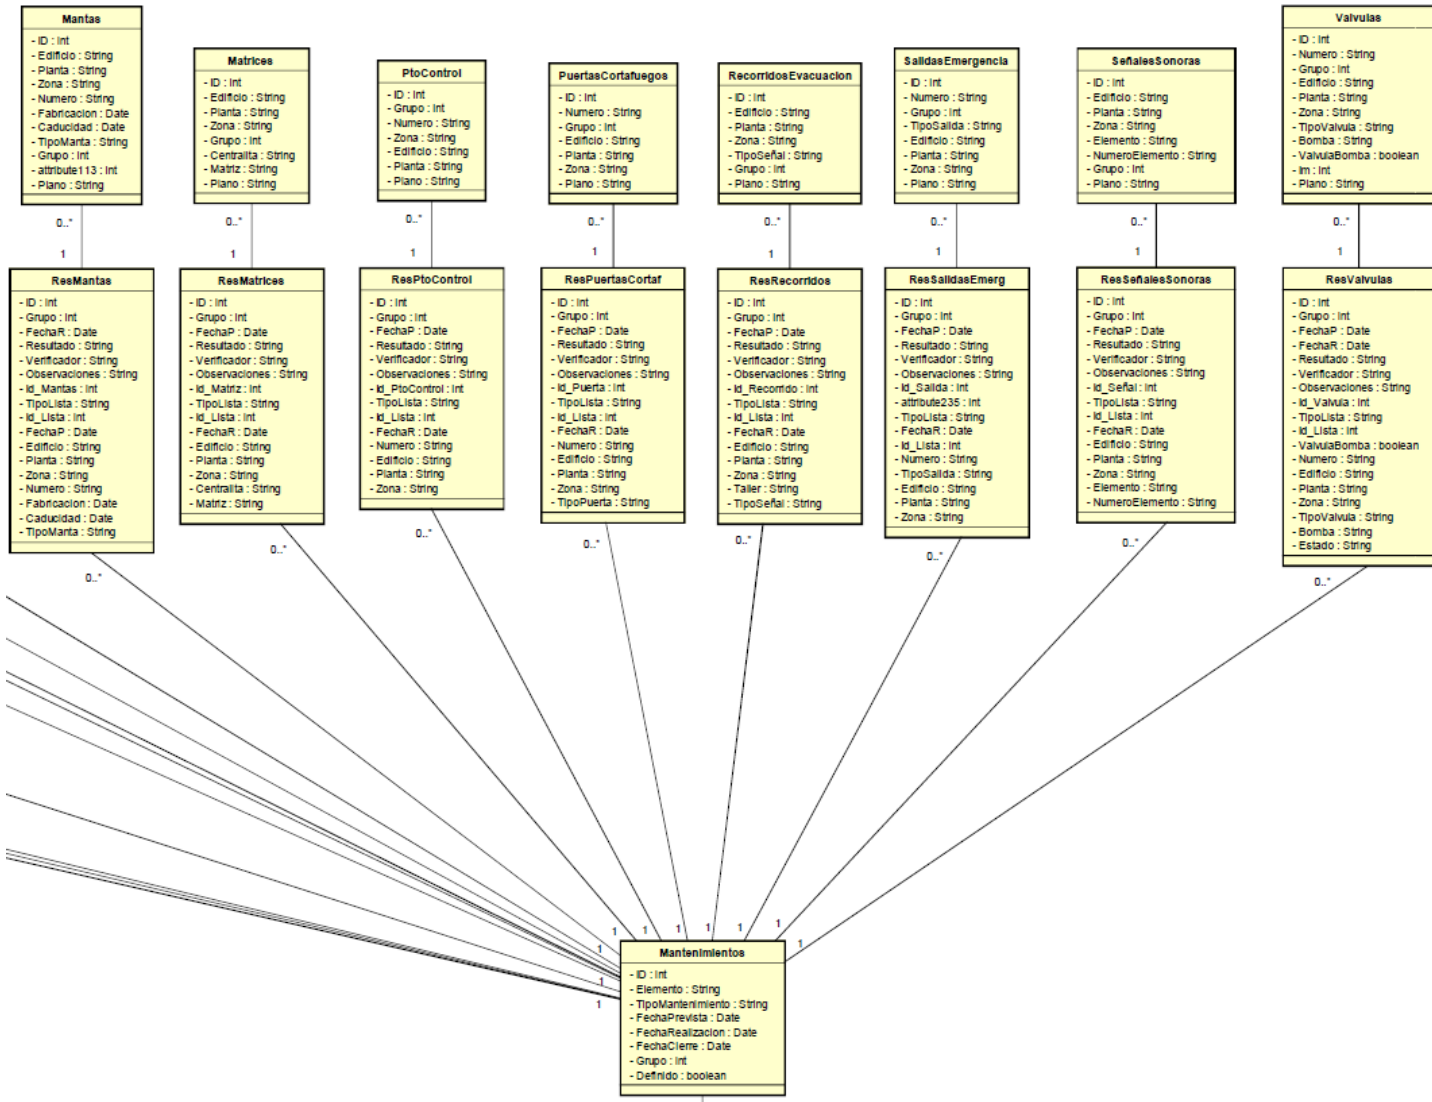 Mantas
- ID : int
- Edificio : String
- Planta : String
- Zona : String
- Numero : String
- Fabricacion : Date
- Caducidad : Date
- TipoManta : String
- Grupo : int
- attribute113 : int
- Plano : String
Matrices
- ID : int
- Edificio : String
- Planta : String
- Zona : String
- Grupo : int
- Centralita : String
- Matriz : String
- Plano : String
PtoControl
- ID : int
- Grupo : int
- Numero : String
- Zona : String
- Edificio : String
- Planta : String
- Plano : String
PuertasCortafuegos
- ID : int
- Numero : String
- Grupo : int
- Edificio : String
- Planta : String
- Zona : String
- Plano : String
RecorridosEvacuacion
- ID : int
- Edificio : String
- Planta : String
- Zona : String
- TipoSeñal : String
- Grupo : int
- Plano : String
SalidasEmergencia
- ID : int
- Numero : String
- Grupo : int
- TipoSalida : String
- Edificio : String
- Planta : String
- Zona : String
- Plano : String
SeñalesSonoras
- ID : int
- Edificio : String
- Planta : String
- Zona : String
- Elemento : String
- NumeroElemento : String
- Grupo : int
- Plano : String
Valvulas
- ID : int
- Numero : String
- Grupo : int
- Edificio : String
- Planta : String
- Zona : String
- TipoValvula : String
- Bomba : String
- ValvulaBomba : boolean
- im : int
- Plano : String
0..*
0..*
0..*
0..*
0..*
0..*
0..*
0..*
1
1
1
1
1
1
1
1
ResMantas
- ID : int
- Grupo : int
- FechaR : Date
- Resultado : String
- Verificador : String
- Observaciones : String
- Id_Mantas : int
- TipoLista : String
- Id_Lista : int
- FechaP : Date
- Edificio : String
- Planta : String
- Zona : String
- Numero : String
- Fabricacion : Date
- Caducidad : Date
- TipoManta : String
ResMatrices
- ID : int
- Grupo : int
- FechaP : Date
- Resultado : String
- Verificador : String
- Observaciones : String
- Id_Matriz : int
- TipoLista : String
- Id_Lista : int
- FechaR : Date
- Edificio : String
- Planta : String
- Zona : String
- Centralita : String
- Matriz : String
ResPtoControl
- ID : int
- Grupo : int
- FechaP : Date
- Resultado : String
- Verificador : String
- Observaciones : String
- Id_PtoControl : int
- TipoLista : String
- Id_Lista : int
- FechaR : Date
- Numero : String
- Edificio : String
- Planta : String
- Zona : String
ResPuertasCortaf
- ID : int
- Grupo : int
- FechaP : Date
- Resultado : String
- Verificador : String
- Observaciones : String
- Id_Puerta : int
- TipoLista : String
- Id_Lista : int
- FechaR : Date
- Numero : String
- Edificio : String
- Planta : String
- Zona : String
- TipoPuerta : String
ResRecorridos
- ID : int
- Grupo : int
- FechaP : Date
- Resultado : String
- Verificador : String
- Observaciones : String
- Id_Recorrido : int
- TipoLista : String
- Id_Lista : int
- FechaR : Date
- Edificio : String
- Planta : String
- Zona : String
- Taller : String
- TipoSeñal : String
ResSalidasEmerg
- ID : int
- Grupo : int
- FechaP : Date
- Resultado : String
- Verificador : String
- Observaciones : String
- Id_Salida : int
- attribute235 : int
- TipoLista : String
- FechaR : Date
- Id_Lista : int
- Numero : String
- TipoSalida : String
- Edificio : String
- Planta : String
- Zona : String
ResSeñalesSonoras
- ID : int
- Grupo : int
- FechaP : Date
- Resultado : String
- Verificador : String
- Observaciones : String
- Id_Señal : int
- TipoLista : String
- Id_Lista : int
- FechaR : Date
- Edificio : String
- Planta : String
- Zona : String
- Elemento : String
- NumeroElemento : String
ResValvulas
- ID : int
- Grupo : int
- FechaP : Date
- FechaR : Date
- Resultado : String
- Verificador : String
- Observaciones : String
- Id_Valvula : int
- TipoLista : String
- Id_Lista : int
- ValvulaBomba : boolean
- Numero : String
- Edificio : String
- Planta : String
- Zona : String
- TipoValvula : String
- Bomba : String
- Estado : String
0..*
0..*
0..*
0..*
0..*
0..*
0..*
0..*
1
1
1
1
1
1
1
1
1
1
Mantenimientos
- ID : int
- Elemento : String
- TipoMantenimiento : String
- FechaPrevista : Date
- FechaRealizacion : Date
- FechaCierre : Date
- Grupo : int
- Definido : boolean